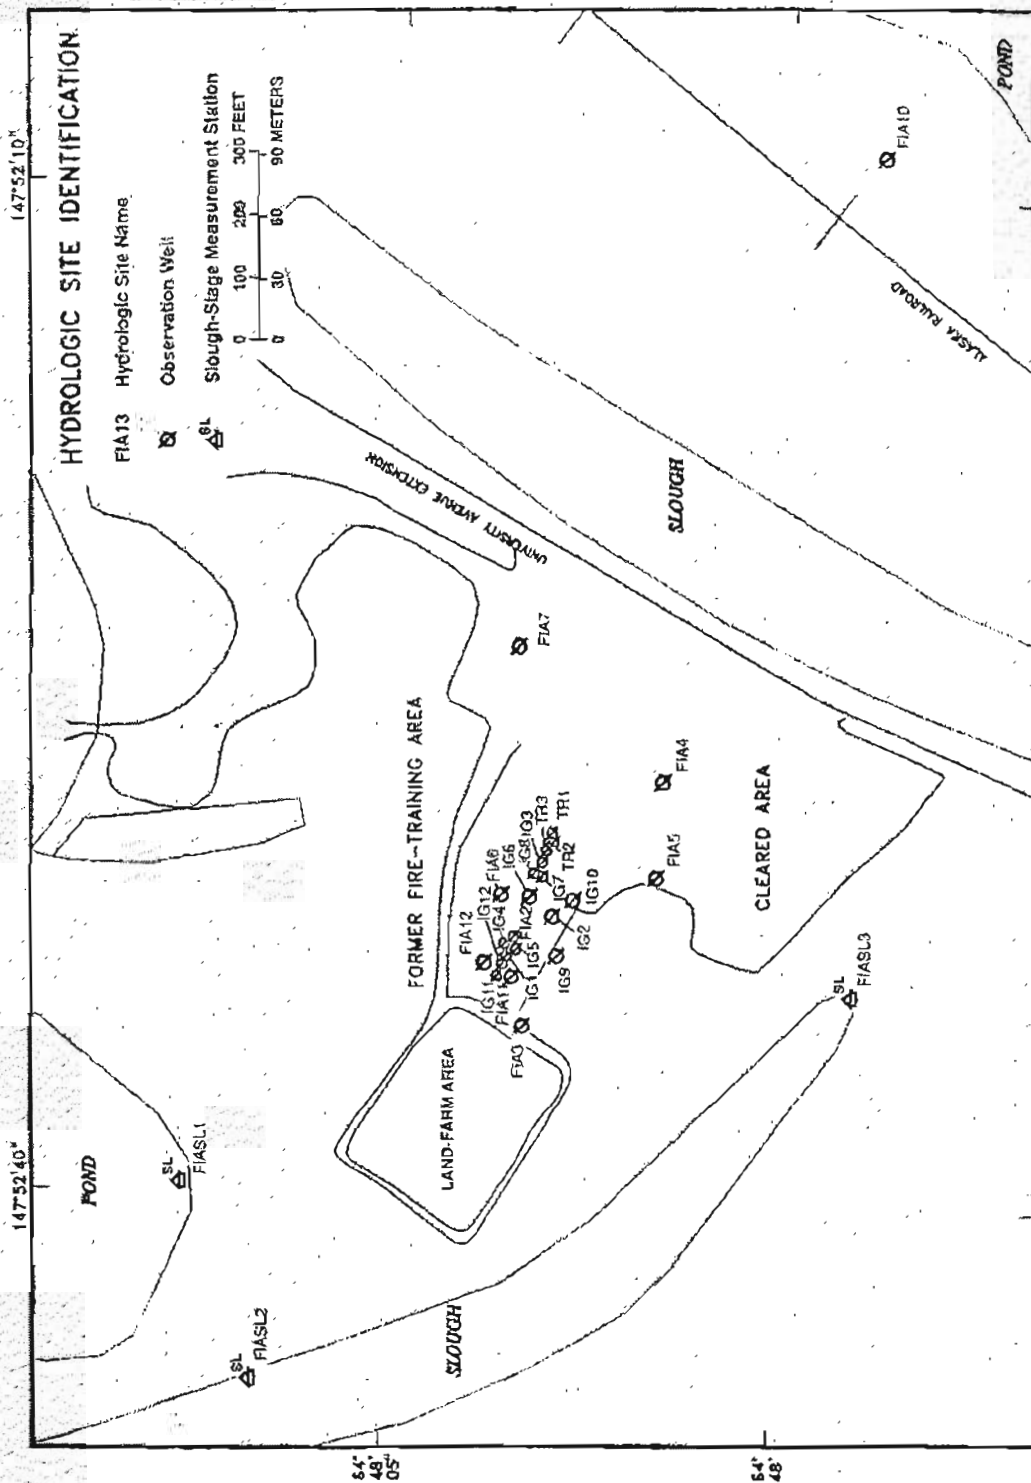 HYDROLOGIC SITE IDENTIFICATION
FIA13 Hydrologic Site Name
Observation Well
SL Slough-Stage Measurement Station
0 100 200 300 FEET
0 30 60 90 METERS
147°52'40"
147°52'10"
POND
SL
FIASL1
SL
FIASL2
64°
48'
05"
SLOUGH
LAND-FARM AREA
FORMER FIRE-TRAINING AREA
UNIVERSITY AVENUE EXTENSION
FIA12
IG12
FIA6
IG6
IG8
IG3
TR3
TR1
IG11
IG4
FIA11
FIA2
IG7
TR2
IG1
IG5
IG10
FIA3
IG9
IG2
FIA7
FIA5
FIA4
CLEARED AREA
SL
FIASL3
SLOUGH
ALASKA RAILROAD
FIA10
POND
64°
48'